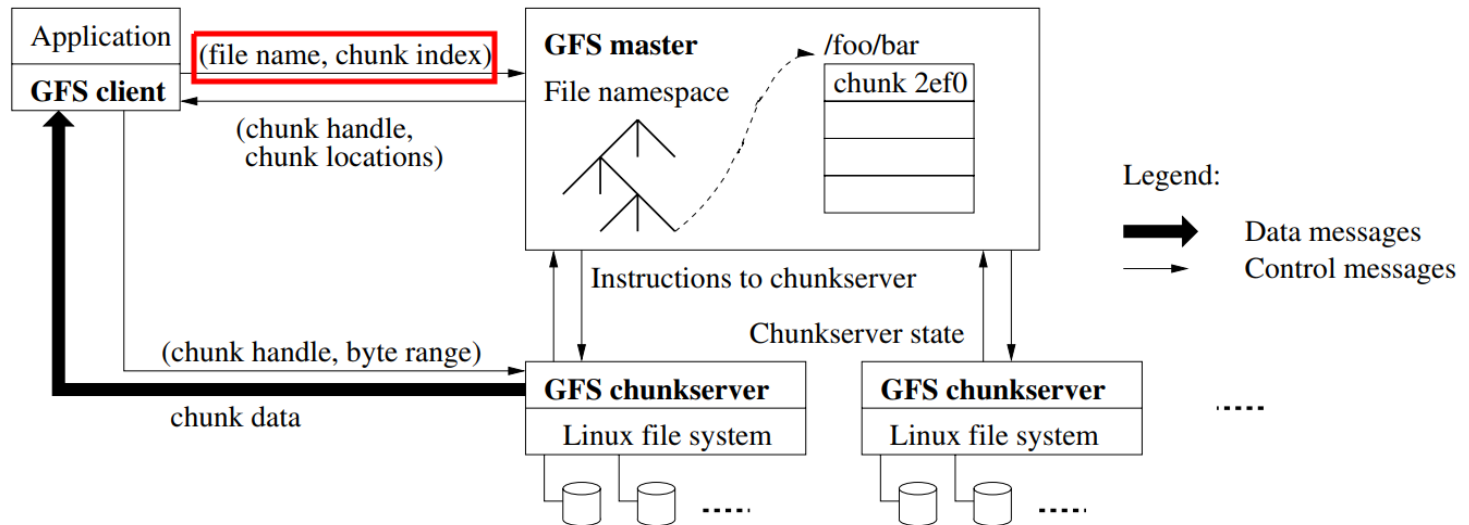 Application
GFS client
(file name, chunk index)
(chunk handle,
chunk locations)
GFS master
File namespace
/foo/bar
chunk 2ef0
Legend:
Data messages
Control messages
Instructions to chunkserver
Chunkserver state
(chunk handle, byte range)
chunk data
GFS chunkserver
Linux file system
GFS chunkserver
Linux file system